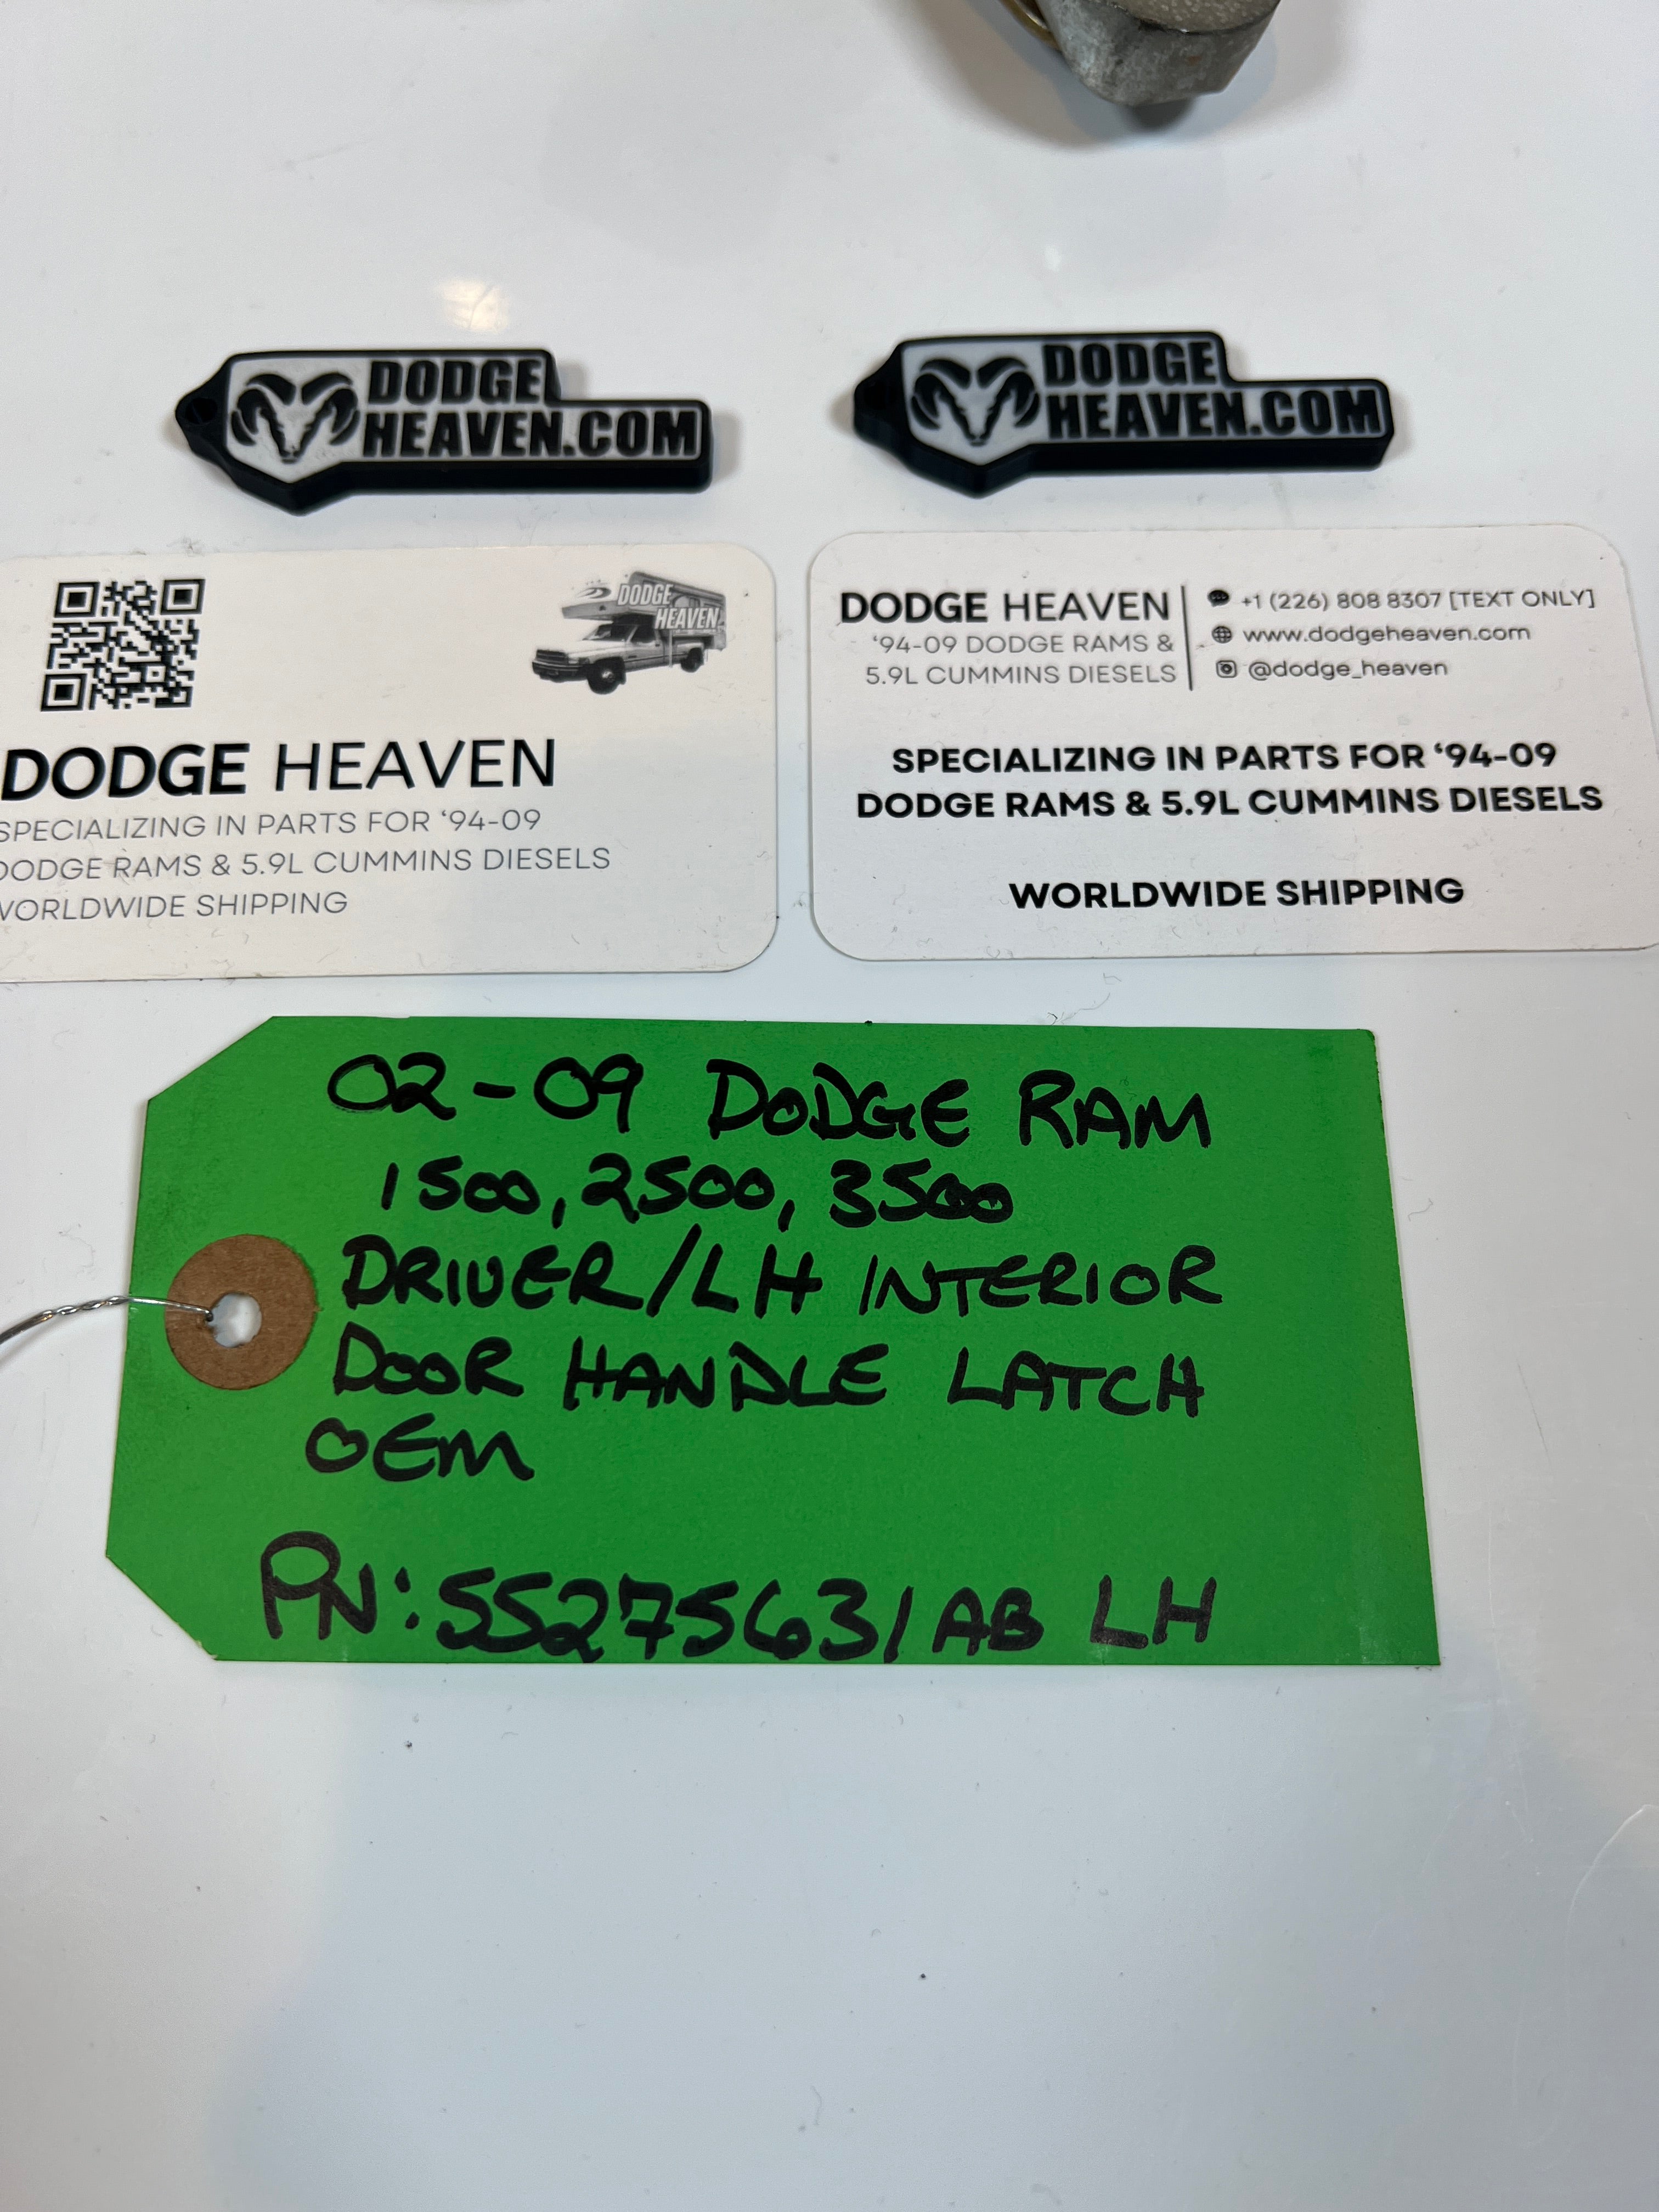 DODGE
HEAVEN.COM
DODGE
HEAVEN.COM
DODGE
HEAVEN
DODGE HEAVEN
SPECIALIZING IN PARTS FOR ‘94-09
DODGE RAMS & 5.9L CUMMINS DIESELS
WORLDWIDE SHIPPING
DODGE HEAVEN
‘94-09 DODGE RAMS &
5.9L CUMMINS DIESELS
+1 (226) 808 8307 [TEXT ONLY]
www.dodgeheaven.com
@dodge_heaven
SPECIALIZING IN PARTS FOR ‘94-09
DODGE RAMS & 5.9L CUMMINS DIESELS
WORLDWIDE SHIPPING
02-09 DODGE RAM
1500, 2500, 3500
DRIVER/LH INTERIOR
DOOR HANDLE LATCH
OEM
PN: 55275631AB LH